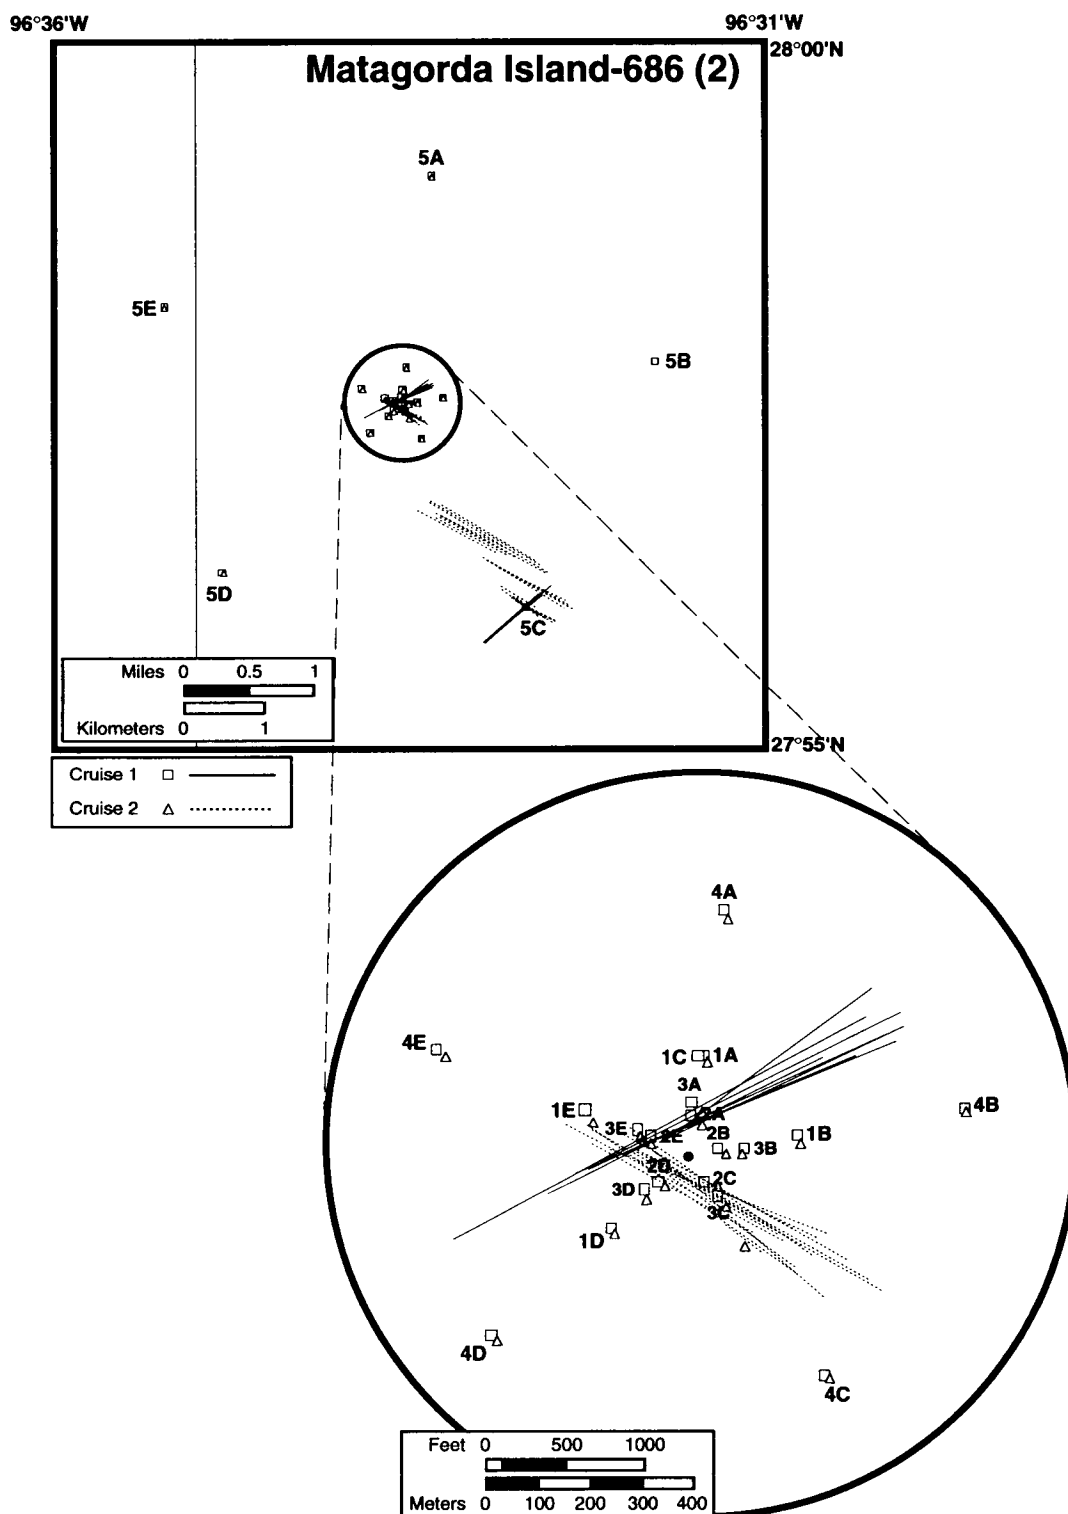 96°36'W 96°31'W
28°00'N
Matagorda Island-686 (2)
5A
5E
5B
5D
5C
Miles 0 0.5 1
Kilometers 0 1
27°55'N
Cruise 1
Cruise 2
4A
4E
1C 1A
3A
1E
2A
4B
3E
2E
2B
1B
3B
2D
2C
3D
3C
1D
4D
4C
Feet 0 500 1000
Meters 0 100 200 300 400